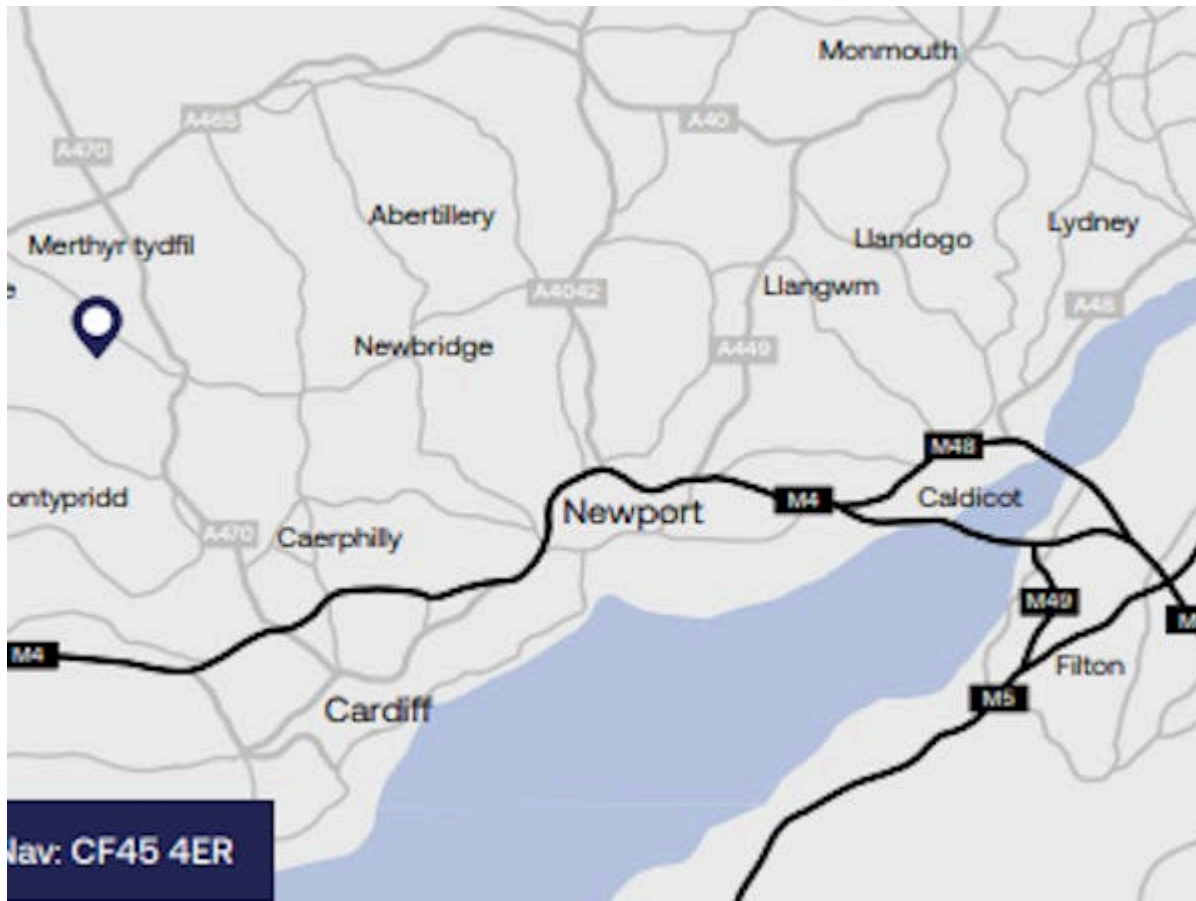 Monmouth
A465
A40
A470
Abertillery
Lydney
Llandogo
Merthyr tydfil
Llangwm
e
A4042
A48
Newbridge
A449
M48
ontypridd
Caldicot
M4
Newport
A470
Caerphilly
M49
M
M4
Filton
M5
Cardiff
Nav: CF45 4ER